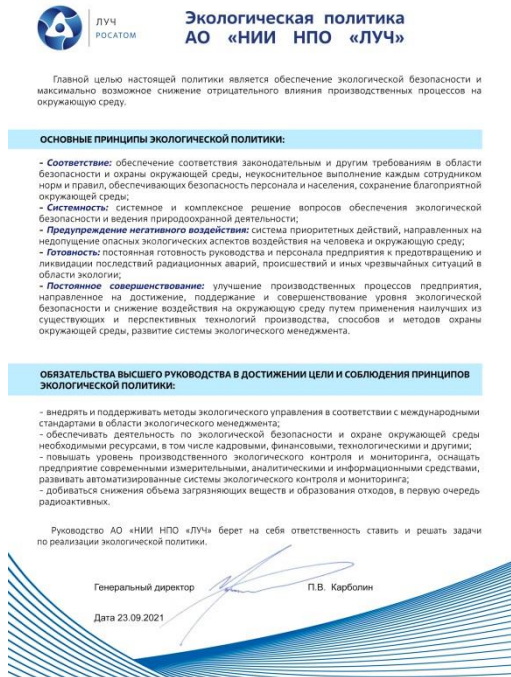 ЛУЧ
РОСАТОМ
Экологическая политика
АО «НИИ НПО «ЛУЧ»
Главной целью настоящей политики является обеспечение экологической безопасности и
максимально возможное снижение отрицательного влияния производственных процессов на
окружающую среду.
ОСНОВНЫЕ ПРИНЦИПЫ ЭКОЛОГИЧЕСКОЙ ПОЛИТИКИ:
- Соответствие: обеспечение соответствия законодательным и другим требованиям в области
безопасности и охраны окружающей среды, неукоснительное выполнение каждым сотрудником
норм и правил, обеспечивающих безопасность персонала и населения, сохранение благоприятной
окружающей среды;
- Системность: системное и комплексное решение вопросов обеспечения экологической
безопасности и ведения природоохранной деятельности;
- Предупреждение негативного воздействия: система приоритетных действий, направленных на
недопущение опасных экологических аспектов воздействия на человека и окружающую среду;
- Готовность: постоянная готовность руководства и персонала предприятия к предотвращению и
ликвидации последствий радиационных аварий, происшествий и иных чрезвычайных ситуаций в
области экологии;
- Постоянное совершенствование: улучшение производственных процессов предприятия,
направленное на достижение, поддержание и совершенствование уровня экологической
безопасности и снижение воздействия на окружающую среду путем применения наилучших из
существующих и перспективных технологий производства, способов и методов охраны
окружающей среды, развитие системы экологического менеджмента.
ОБЯЗАТЕЛЬСТВА ВЫСШЕГО РУКОВОДСТВА В ДОСТИЖЕНИИ ЦЕЛИ И СОБЛЮДЕНИЯ ПРИНЦИПОВ
ЭКОЛОГИЧЕСКОЙ ПОЛИТИКИ:
- внедрять и поддерживать методы экологического управления в соответствии с международными
стандартами в области экологического менеджмента;
- обеспечивать деятельность по экологической безопасности и охране окружающей среды
необходимыми ресурсами, в том числе кадровыми, финансовыми, технологическими и другими;
- повышать уровень производственного экологического контроля и мониторинга, оснащать
предприятие современными измерительными, аналитическими и информационными средствами,
развивать автоматизированные системы экологического контроля и мониторинга;
- добиваться снижения объема загрязняющих веществ и образования отходов, в первую очередь
радиоактивных.
Руководство АО «НИИ НПО «ЛУЧ» берет на себя ответственность ставить и решать задачи
по реализации экологической политики.
Генеральный директор П.В. Карболин
Дата 23.09.2021